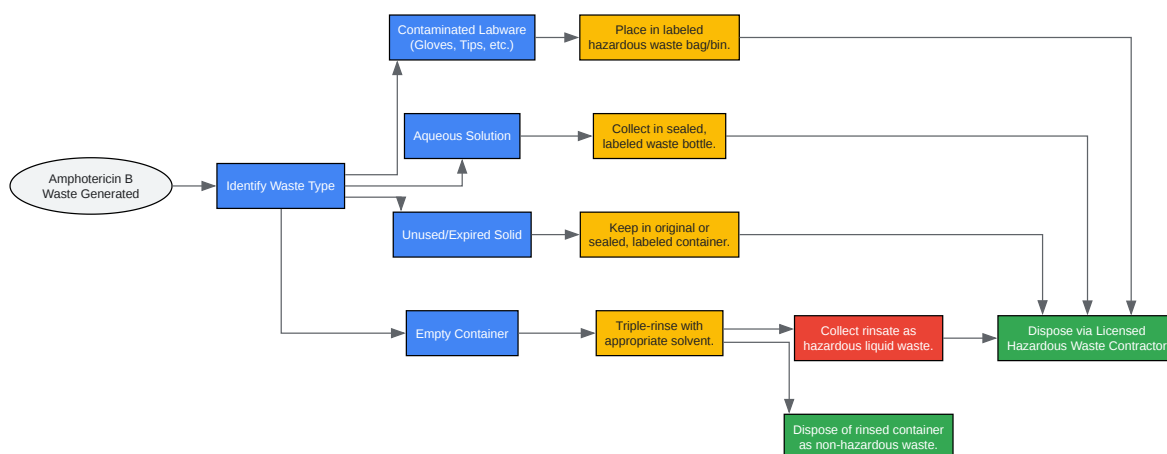 Contaminated Labware
(Gloves, Tips, etc.)
Place in labeled
hazardous waste bag/bin.
Aqueous Solution
Collect in sealed,
labeled waste bottle.
Amphotericin B
Waste Generated
Identify Waste Type
Unused/Expired Solid
Keep in original or
sealed, labeled container.
Empty Container
Triple-rinse with
appropriate solvent.
Collect rinsate as
hazardous liquid waste.
Dispose via Licensed
Hazardous Waste Contractor
Dispose of rinsed container
as non-hazardous waste.